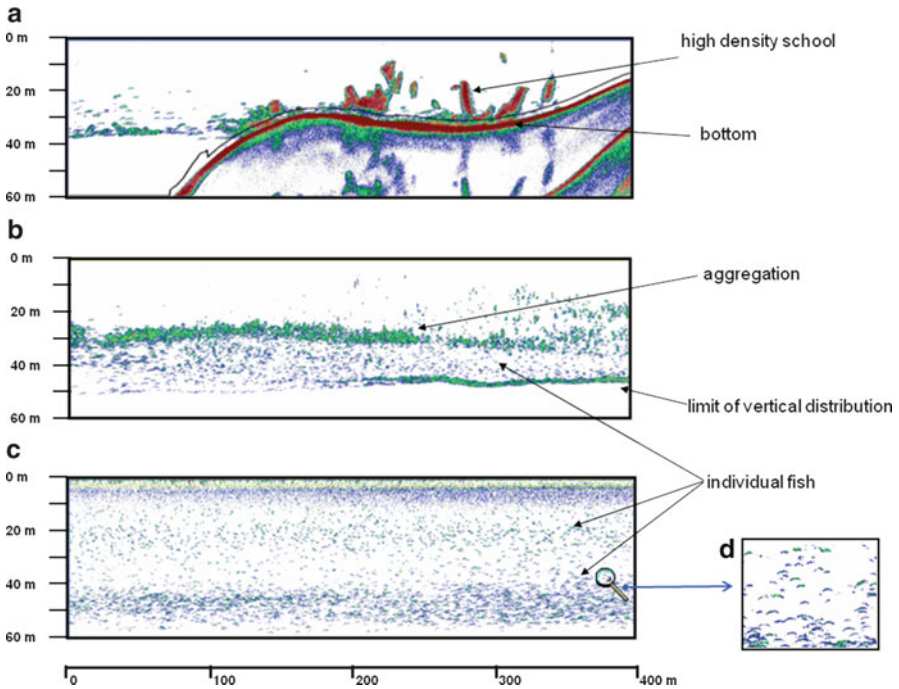 a
0 m
20 m
40 m
60 m
high density school
bottom
b
0 m
20 m
40 m
60 m
aggregation
limit of vertical distribution
c
0 m
20 m
40 m
60 m
individual fish
d
0 100 200 300 400 m